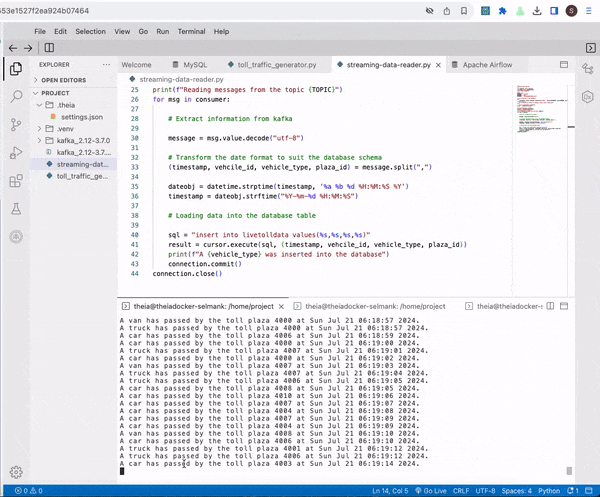 653e1527f2ea924b07464
File Edit Selection View Go Run Terminal Help
EXPLORER
OPEN EDITORS
PROJECT
.theia
settings.json
.venv
kafka_2.12-3.7.0
kafka_2.12-3.7....
streaming-dat...
toll_traffic_gene...
Welcome MySQL toll_traffic_generator.py streaming-data-reader.py Apache Airflow
streaming-data-reader.py
25 print(f"Reading messages from the topic {TOPIC}")
26 for msg in consumer:
27
28 # Extract information from kafka
29
30 message = msg.value.decode("utf-8")
31
32 # Transform the date format to suit the database schema
33 (timestamp, vehcile_id, vehicle_type, plaza_id) = message.split(",")
34
35 dateobj = datetime.strptime(timestamp, '%a %b %d %H:%M:%S %Y')
36 timestamp = dateobj.strftime("%Y-%m-%d %H:%M:%S")
37
38 # Loading data into the database table
39
40 sql = "insert into livetolldata values(%s,%s,%s,%s)"
41 result = cursor.execute(sql, (timestamp, vehcile_id, vehicle_type, plaza_id))
42 print(f"A {vehicle_type} was inserted into the database")
43 connection.commit()
44 connection.close()
theia@theiadocker-selmank: /home/project theia@theiadocker-selmank: /home/project theia@theiadocker-s
A van has passed by the toll plaza 4000 at Sun Jul 21 06:18:57 2024.
A truck has passed by the toll plaza 4000 at Sun Jul 21 06:18:57 2024.
A car has passed by the toll plaza 4006 at Sun Jul 21 06:18:59 2024.
A car has passed by the toll plaza 4000 at Sun Jul 21 06:19:00 2024.
A truck has passed by the toll plaza 4007 at Sun Jul 21 06:19:01 2024.
A car has passed by the toll plaza 4000 at Sun Jul 21 06:19:02 2024.
A van has passed by the toll plaza 4007 at Sun Jul 21 06:19:03 2024.
A truck has passed by the toll plaza 4007 at Sun Jul 21 06:19:04 2024.
A truck has passed by the toll plaza 4006 at Sun Jul 21 06:19:05 2024.
A car has passed by the toll plaza 4008 at Sun Jul 21 06:19:05 2024.
A car has passed by the toll plaza 4010 at Sun Jul 21 06:19:06 2024.
A car has passed by the toll plaza 4007 at Sun Jul 21 06:19:07 2024.
A car has passed by the toll plaza 4004 at Sun Jul 21 06:19:08 2024.
A car has passed by the toll plaza 4007 at Sun Jul 21 06:19:09 2024.
A car has passed by the toll plaza 4004 at Sun Jul 21 06:19:09 2024.
A van has passed by the toll plaza 4008 at Sun Jul 21 06:19:10 2024.
A car has passed by the toll plaza 4006 at Sun Jul 21 06:19:10 2024.
A truck has passed by the toll plaza 4001 at Sun Jul 21 06:19:12 2024.
A truck has passed by the toll plaza 4006 at Sun Jul 21 06:19:12 2024.
A car has passed by the toll plaza 4003 at Sun Jul 21 06:19:14 2024.
0 0 Ln 14, Col 5 Go Live CRLF UTF-8 Spaces: 4 Python 1